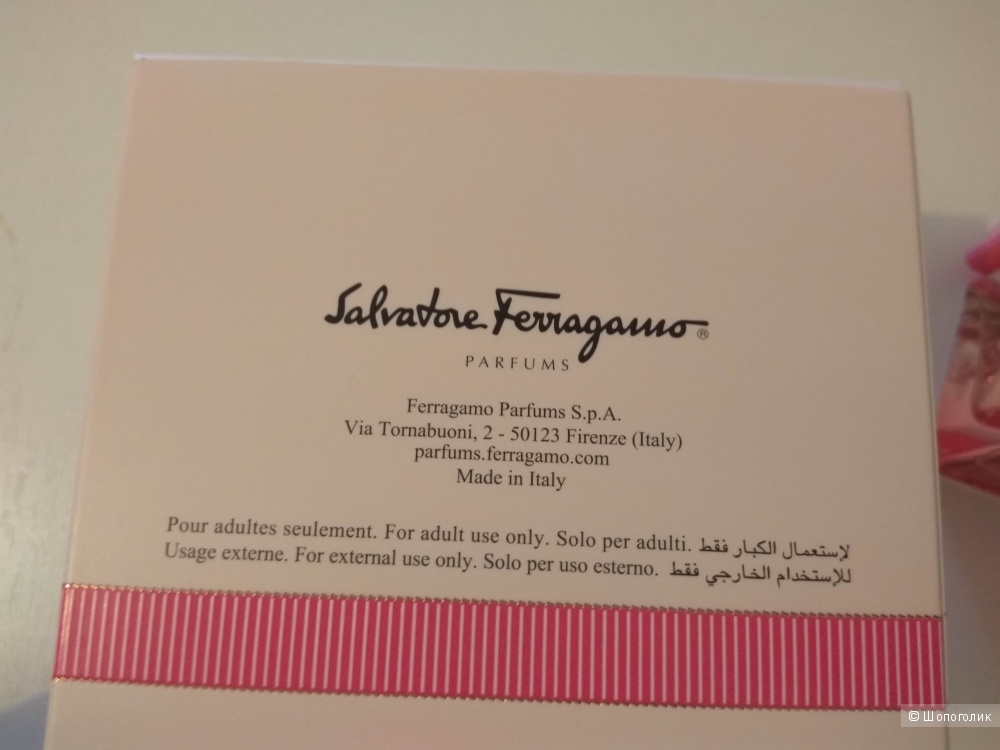 Salvatore Ferragamo®
PARFUMS
Ferragamo Parfums S.p.A.
Via Tornabuoni, 2 - 50123 Firenze (Italy)
parfums.ferragamo.com
Made in Italy
Pour adultes seulement. For adult use only. Solo per adulti. لإستعمال الكبار فقط
Usage externe. For external use only. Solo per uso esterno. للإستخدام الخارجي فقط
© Шопоголик